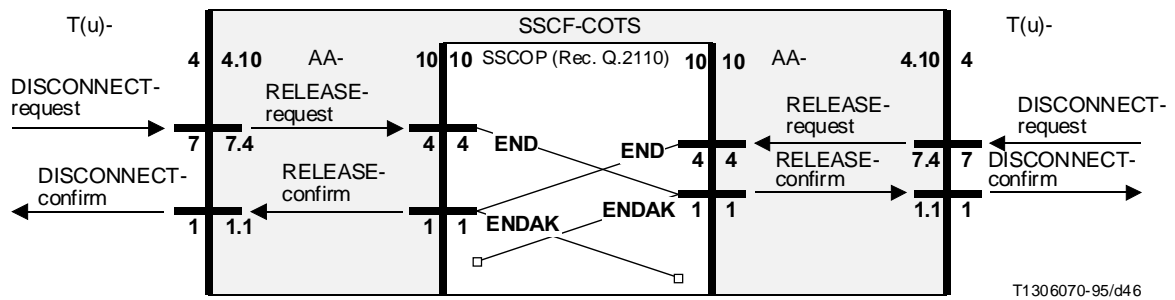 T(u)-
SSCF-COTS
T(u)-
4 4.10 AA- 10 10 SSCOP (Rec. Q.2110) 10 10 AA- 4.10 4
DISCONNECT-
request
RELEASE-
request
RELEASE-
request
DISCONNECT-
request
7 7.4 4 4 END END 4 4 7.4 7
DISCONNECT-
confirm
RELEASE-
confirm
RELEASE-
confirm
DISCONNECT-
confirm
1 1.1 1 1 ENDAK ENDAK 1 1 1.1 1
T1306070-95/d46